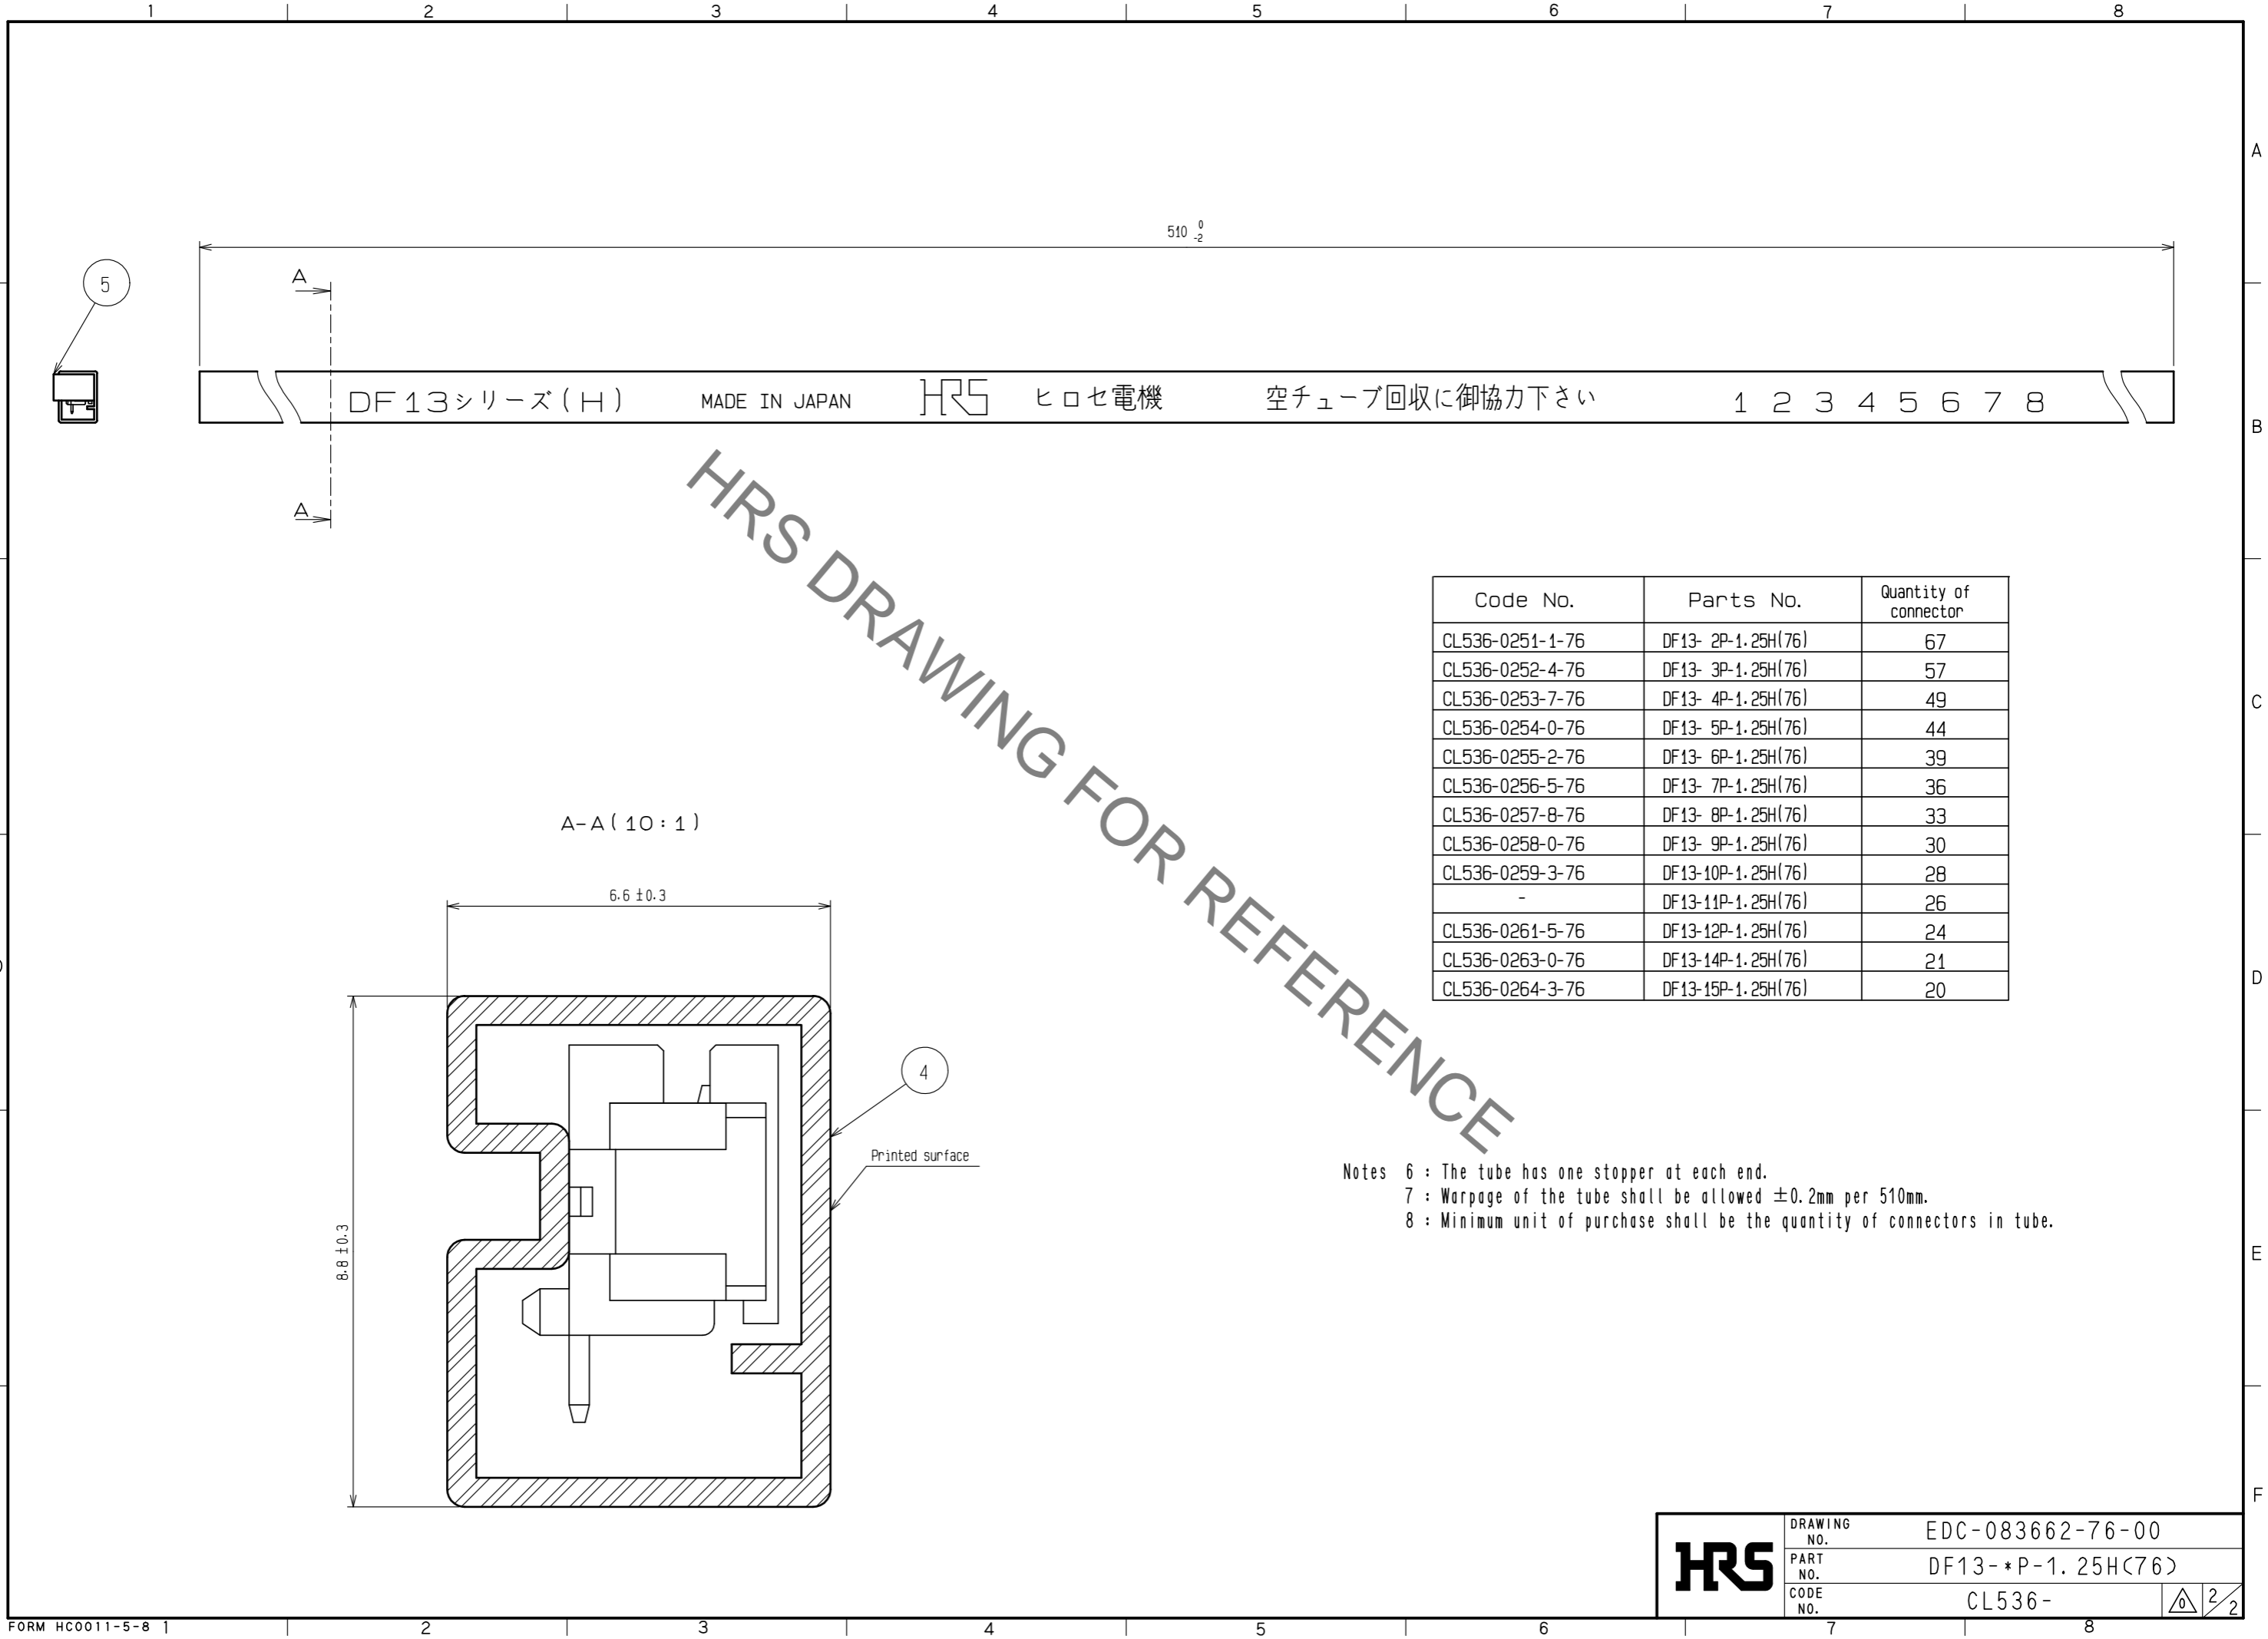 1 2 3 4 5 6 7 8
510 0 -2
5
A
A
DF13シリーズ(H) MADE IN JAPAN HRS ヒロセ電機 空チューブ回収に御協力下さい 1 2 3 4 5 6 7 8
A
B
C
D
E
F
HRS DRAWING FOR REFERENCE
Code No. Parts No. Quantity of connector
CL536-0251-1-76 DF13- 2P-1.25H(76) 67
CL536-0252-4-76 DF13- 3P-1.25H(76) 57
CL536-0253-7-76 DF13- 4P-1.25H(76) 49
CL536-0254-0-76 DF13- 5P-1.25H(76) 44
CL536-0255-2-76 DF13- 6P-1.25H(76) 39
CL536-0256-5-76 DF13- 7P-1.25H(76) 36
CL536-0257-8-76 DF13- 8P-1.25H(76) 33
CL536-0258-0-76 DF13- 9P-1.25H(76) 30
CL536-0259-3-76 DF13-10P-1.25H(76) 28
- DF13-11P-1.25H(76) 26
CL536-0261-5-76 DF13-12P-1.25H(76) 24
CL536-0263-0-76 DF13-14P-1.25H(76) 21
CL536-0264-3-76 DF13-15P-1.25H(76) 20
A-A(10:1)
6.6 ±0.3
8.8 ±0.3
4
Printed surface
Notes 6 : The tube has one stopper at each end.
7 : Warpage of the tube shall be allowed ±0.2mm per 510mm.
8 : Minimum unit of purchase shall be the quantity of connectors in tube.
HRS
DRAWING NO. EDC-083662-76-00
PART NO. DF13-*P-1.25H(76)
CODE NO. CL536- 0 2/2
FORM HC0011-5-8 1 2 3 4 5 6 7 8